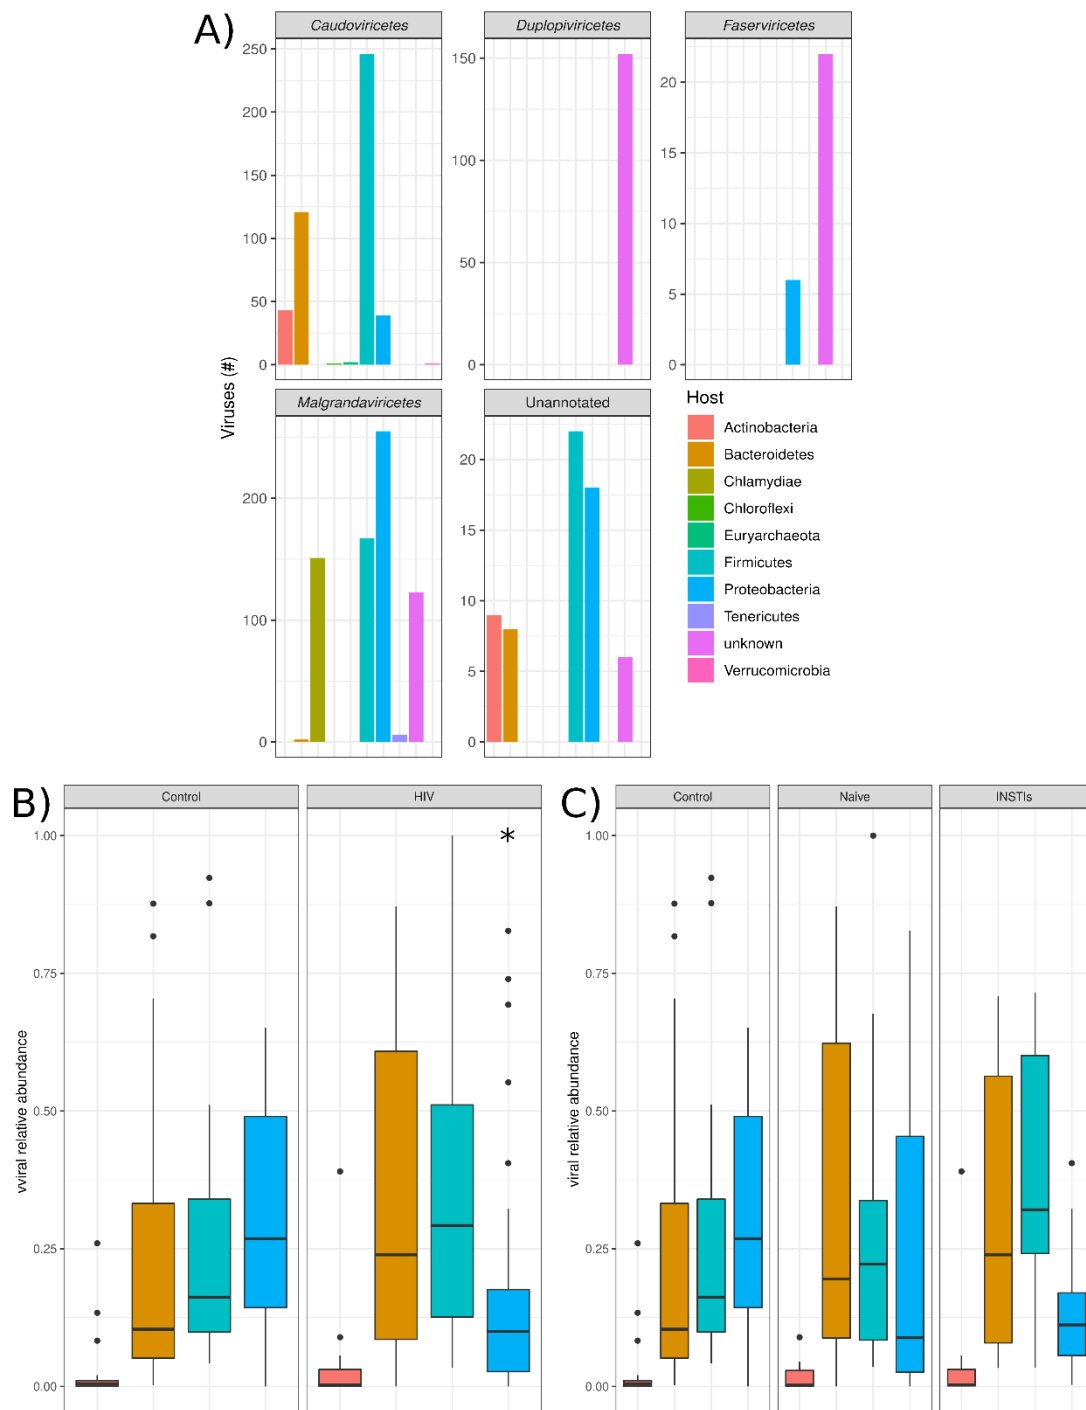 A)
Caudoviricetes
Duplopiviricetes
Faserviricetes
250
200
150
100
50
0
150
100
50
0
20
15
10
5
0
Viruses (#)
Malgrandaviricetes
Unannotated
200
100
0
20
15
10
5
0
Host
Actinobacteria
Bacteroidetes
Chlamydiae
Chloroflexi
Euryarchaeota
Firmicutes
Proteobacteria
Tenericutes
unknown
Verrucomicrobia
B)
Control
HIV
1.00
0.75
0.50
0.25
0.00
vviral relative abundance
*
C)
Control
Naive
INSTIs
1.00
0.75
0.50
0.25
0.00
viral relative abundance